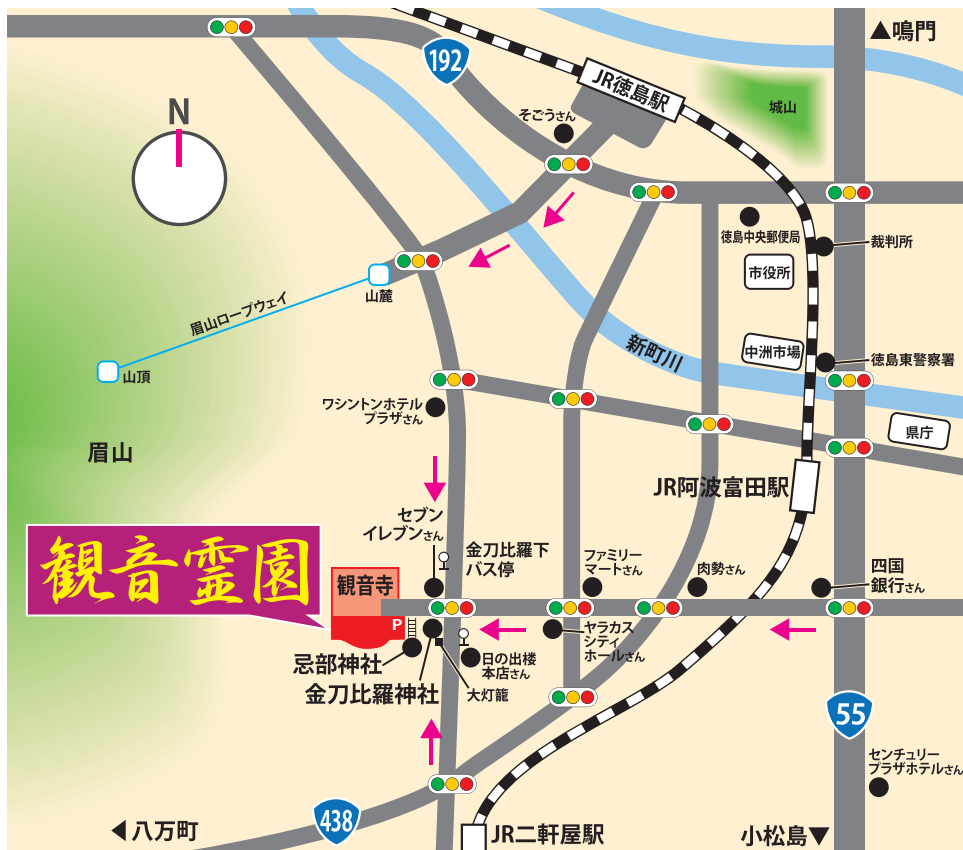 ▲鳴門
192
JR徳島駅
城山
そごうさん
N
徳島中央郵便局
裁判所
市役所
山麓
眉山ロープウェイ
山頂
新町川
中洲市場
徳島東警察署
ワシントンホテル
プラザさん
県庁
眉山
JR阿波富田駅
セブン
イレブンさん
金刀比羅下
バス停
ファミリー
マートさん
肉勢さん
四国
銀行さん
観音霊園
観音寺
P
忌部神社
金刀比羅神社
日の出楼
本店さん
大灯籠
ヤラカス
シティ
ホールさん
55
センチュリー
プラザホテルさん
438
◀八万町
JR二軒屋駅
小松島▼